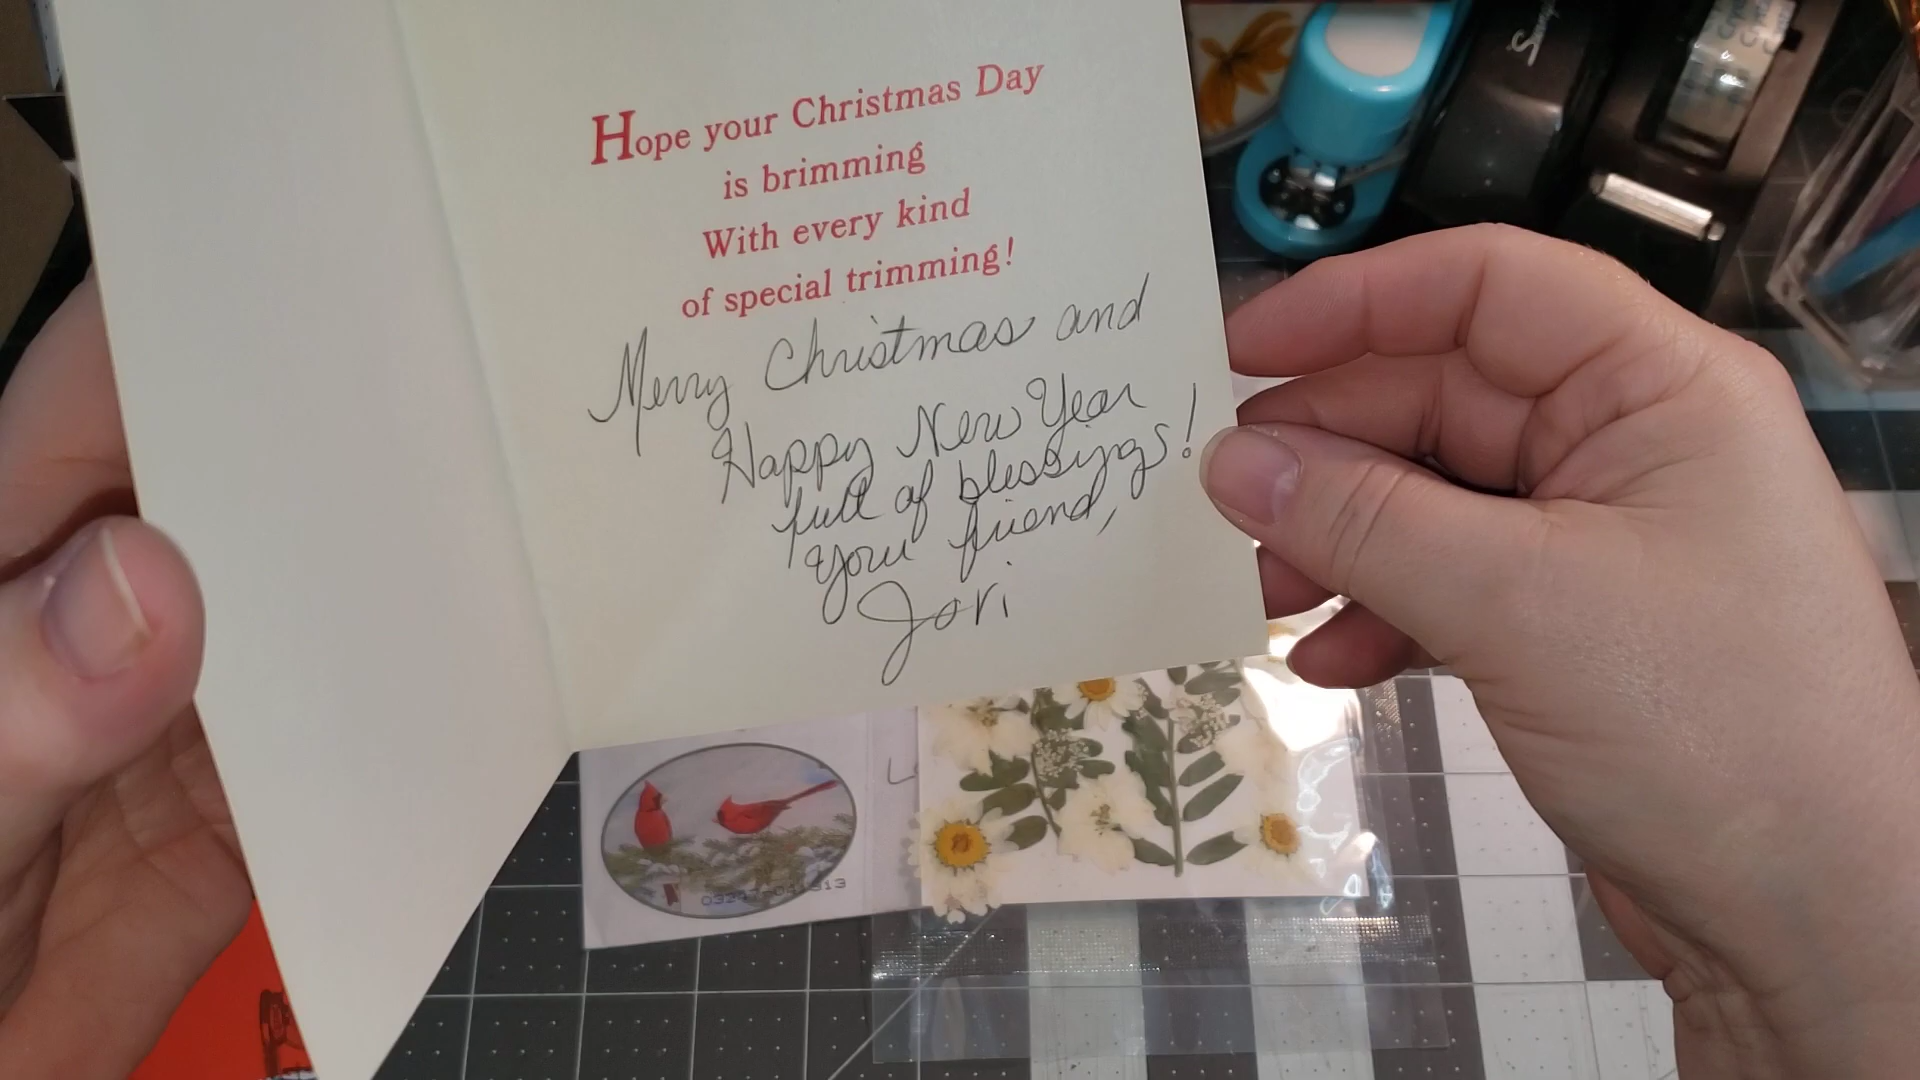 Hope your Christmas Day
is brimming
With every kind
of special trimming!
Merry Christmas and
Happy New Year
full of blessings!
Your friend,
Jori